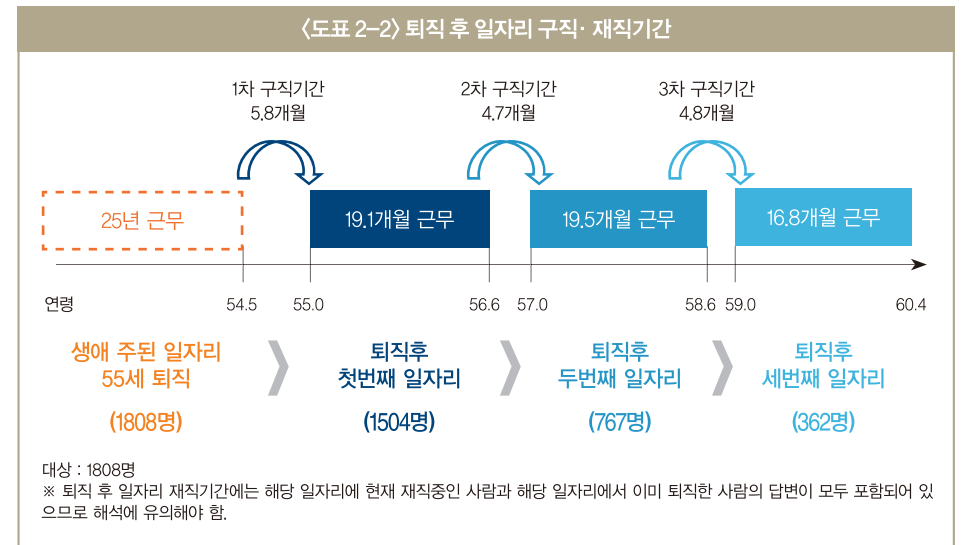 〈도표 2-2〉 퇴직 후 일자리 구직· 재직기간
1차 구직기간
5.8개월
2차 구직기간
4.7개월
3차 구직기간
4.8개월
25년 근무
19.1개월 근무
19.5개월 근무
16.8개월 근무
연령
54.5
55.0
56.6
57.0
58.6
59.0
60.4
생애 주된 일자리
55세 퇴직
(1808명)
퇴직후
첫번째 일자리
(1504명)
퇴직후
두번째 일자리
(767명)
퇴직후
세번째 일자리
(362명)
대상 : 1808명
※ 퇴직 후 일자리 재직기간에는 해당 일자리에 현재 재직중인 사람과 해당 일자리에서 이미 퇴직한 사람의 답변이 모두 포함되어 있
으므로 해석에 유의해야 함.